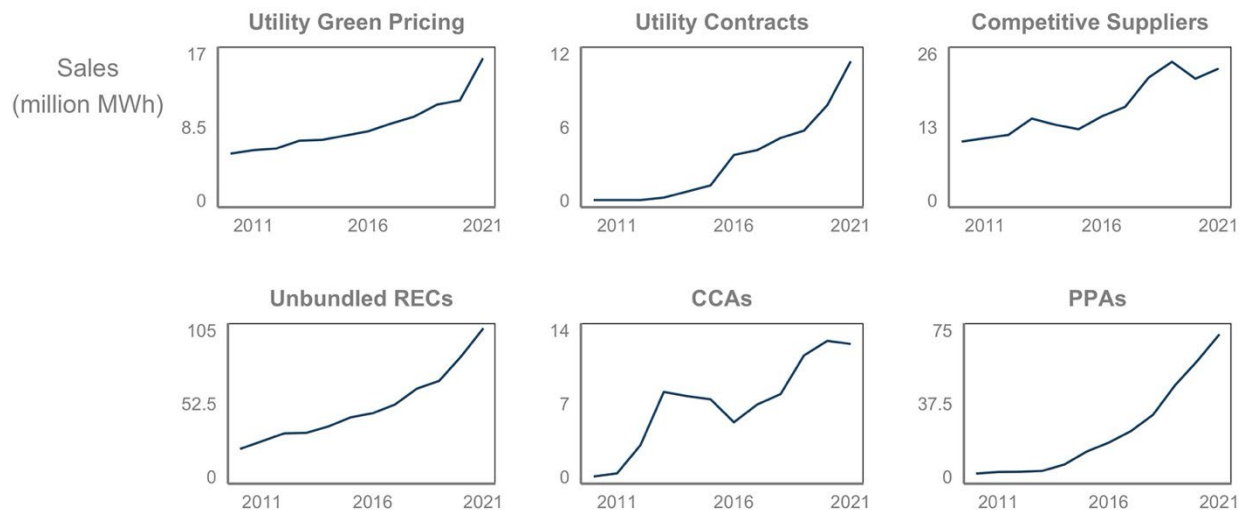 Utility Green Pricing
Utility Contracts
Competitive Suppliers
Sales
(million MWh)
17
8.5
0
2011 2016 2021
12
6
0
2011 2016 2021
26
13
0
2011 2016 2021
Unbundled RECs
CCAs
PPAs
105
52.5
0
2011 2016 2021
14
7
0
2011 2016 2021
75
37.5
0
2011 2016 2021